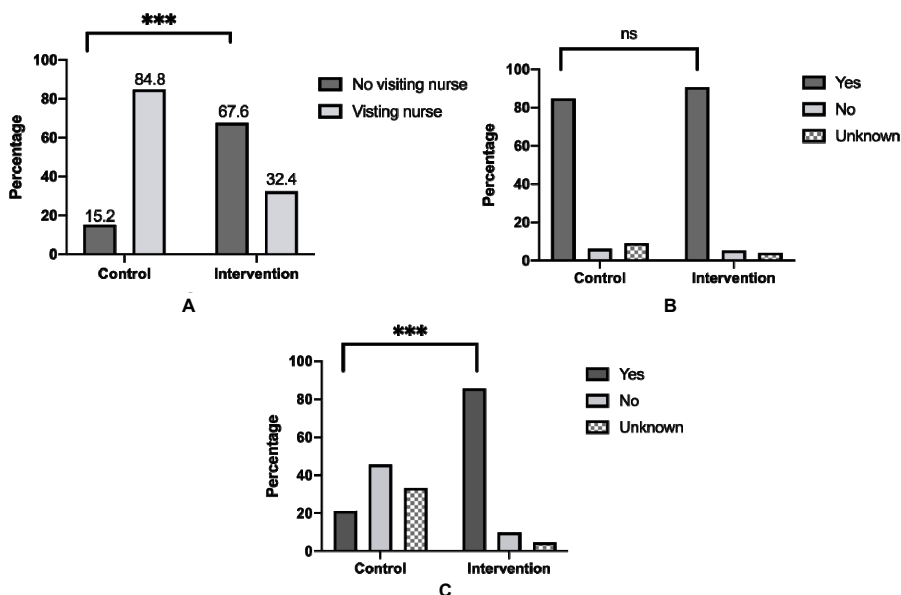 ***
100
80
60
40
20
0
Percentage
15.2
84.8
67.6
32.4
Control
Intervention
No visiting nurse
Visting nurse
A
ns
100
80
60
40
20
0
Percentage
Control
Intervention
Yes
No
Unknown
B
***
100
80
60
40
20
0
Percentage
Control
Intervention
Yes
No
Unknown
C